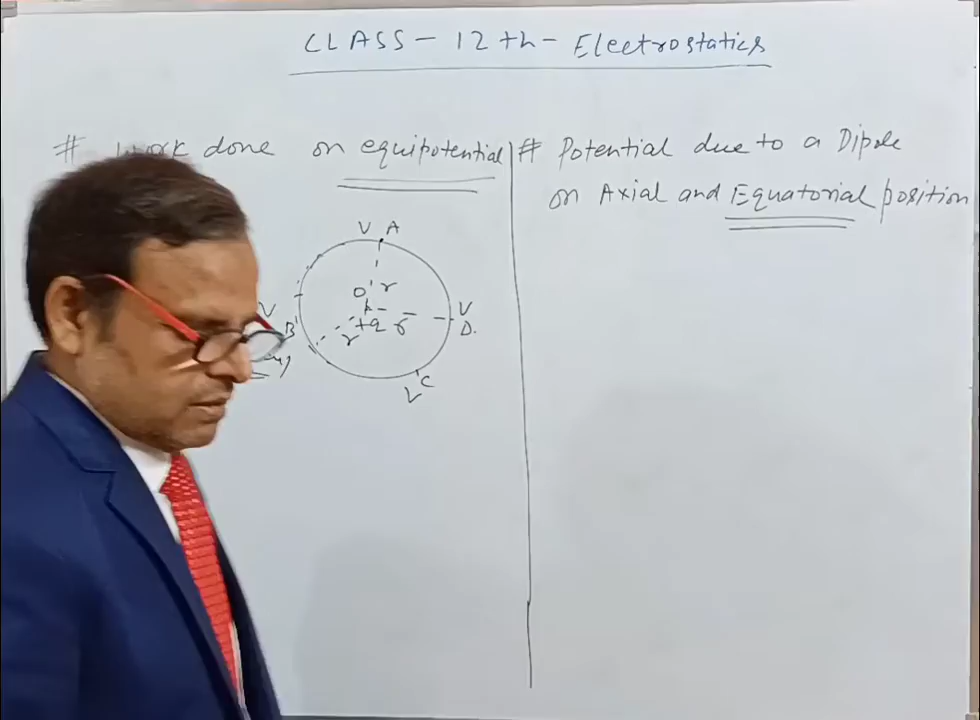 CLASS - 12th - Electrostatics
# Work done on equipotential
# Potential due to a Dipole
on Axial and Equatorial position
V A
O r
V
B
+q r
r
V
D.
C